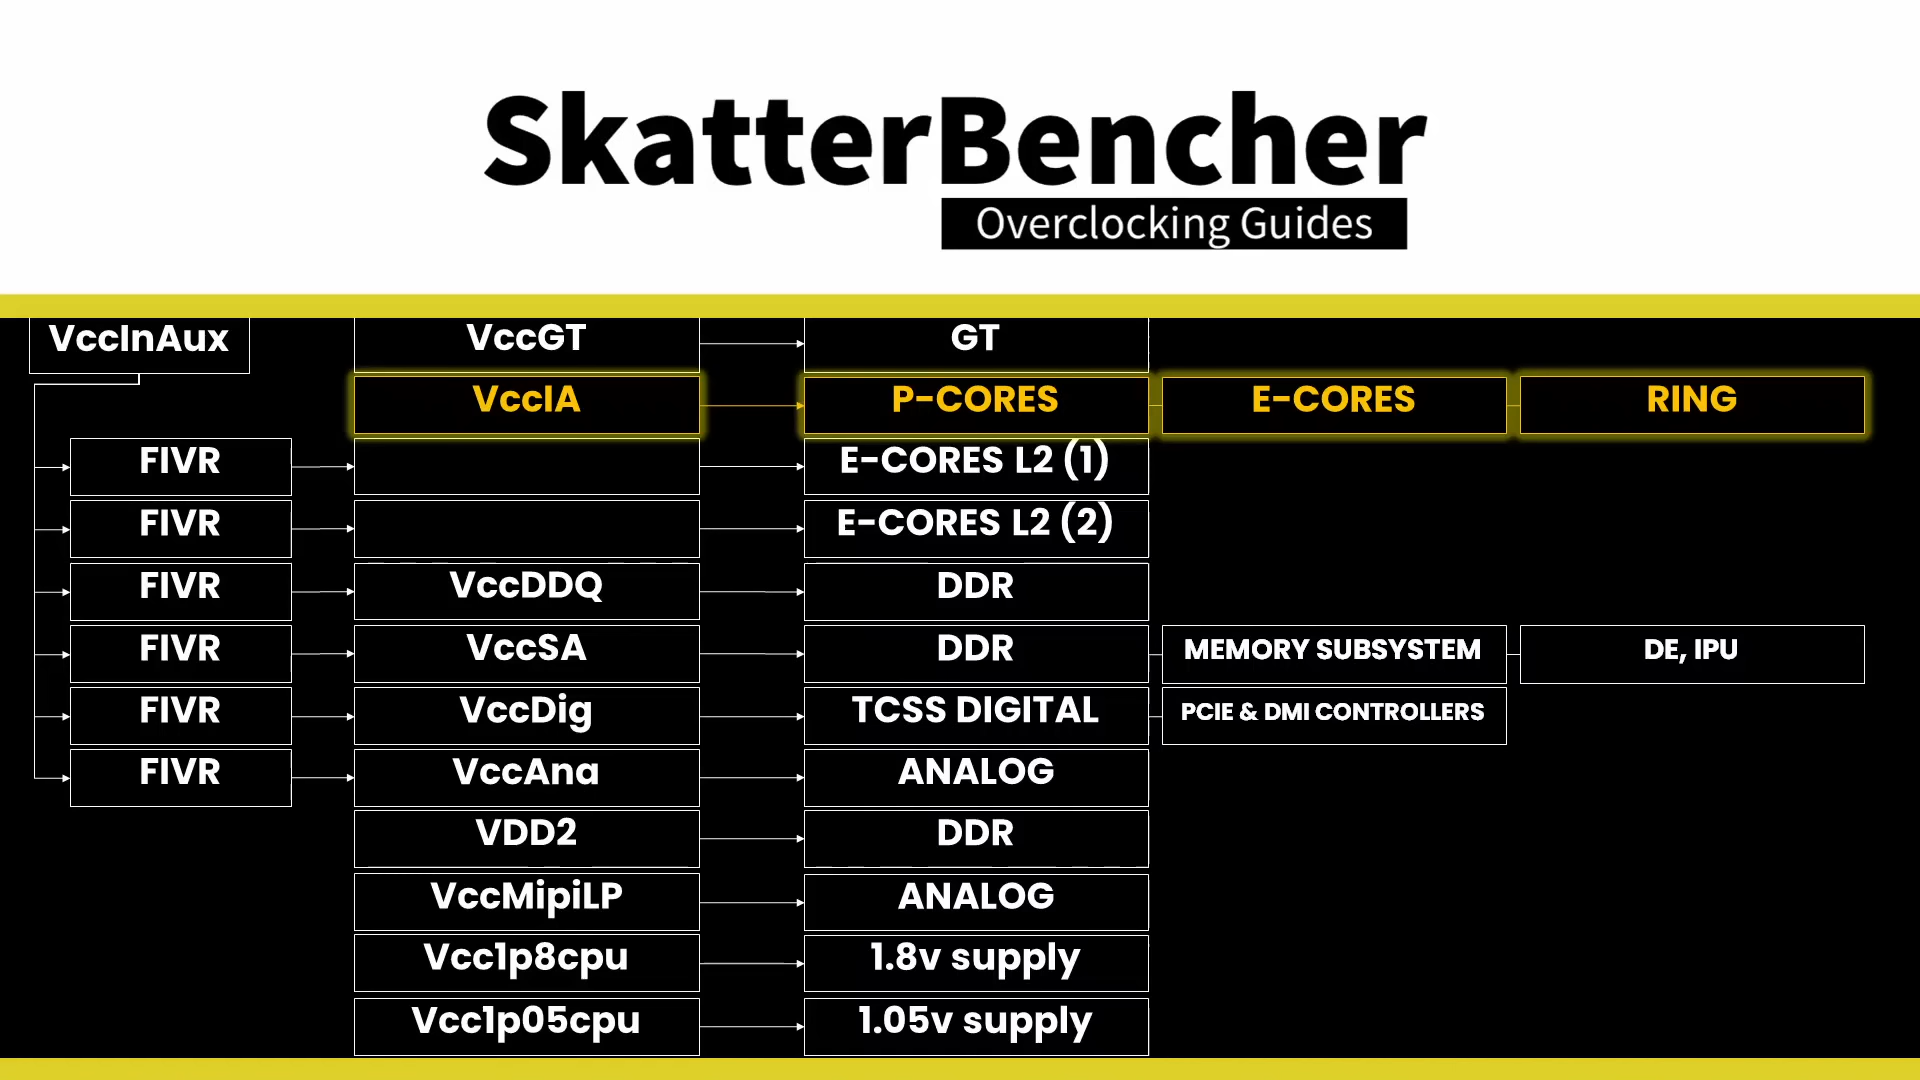 SkatterBencher
Overclocking Guides
VccInAux VccGT GT
VccIA P-CORES E-CORES RING
FIVR E-CORES L2 (1)
FIVR E-CORES L2 (2)
FIVR VccDDQ DDR
FIVR VccSA DDR MEMORY SUBSYSTEM DE, IPU
FIVR VccDig TCSS DIGITAL PCIE & DMI CONTROLLERS
FIVR VccAna ANALOG
VDD2 DDR
VccMipiLP ANALOG
Vcc1p8cpu 1.8v supply
Vcc1p05cpu 1.05v supply